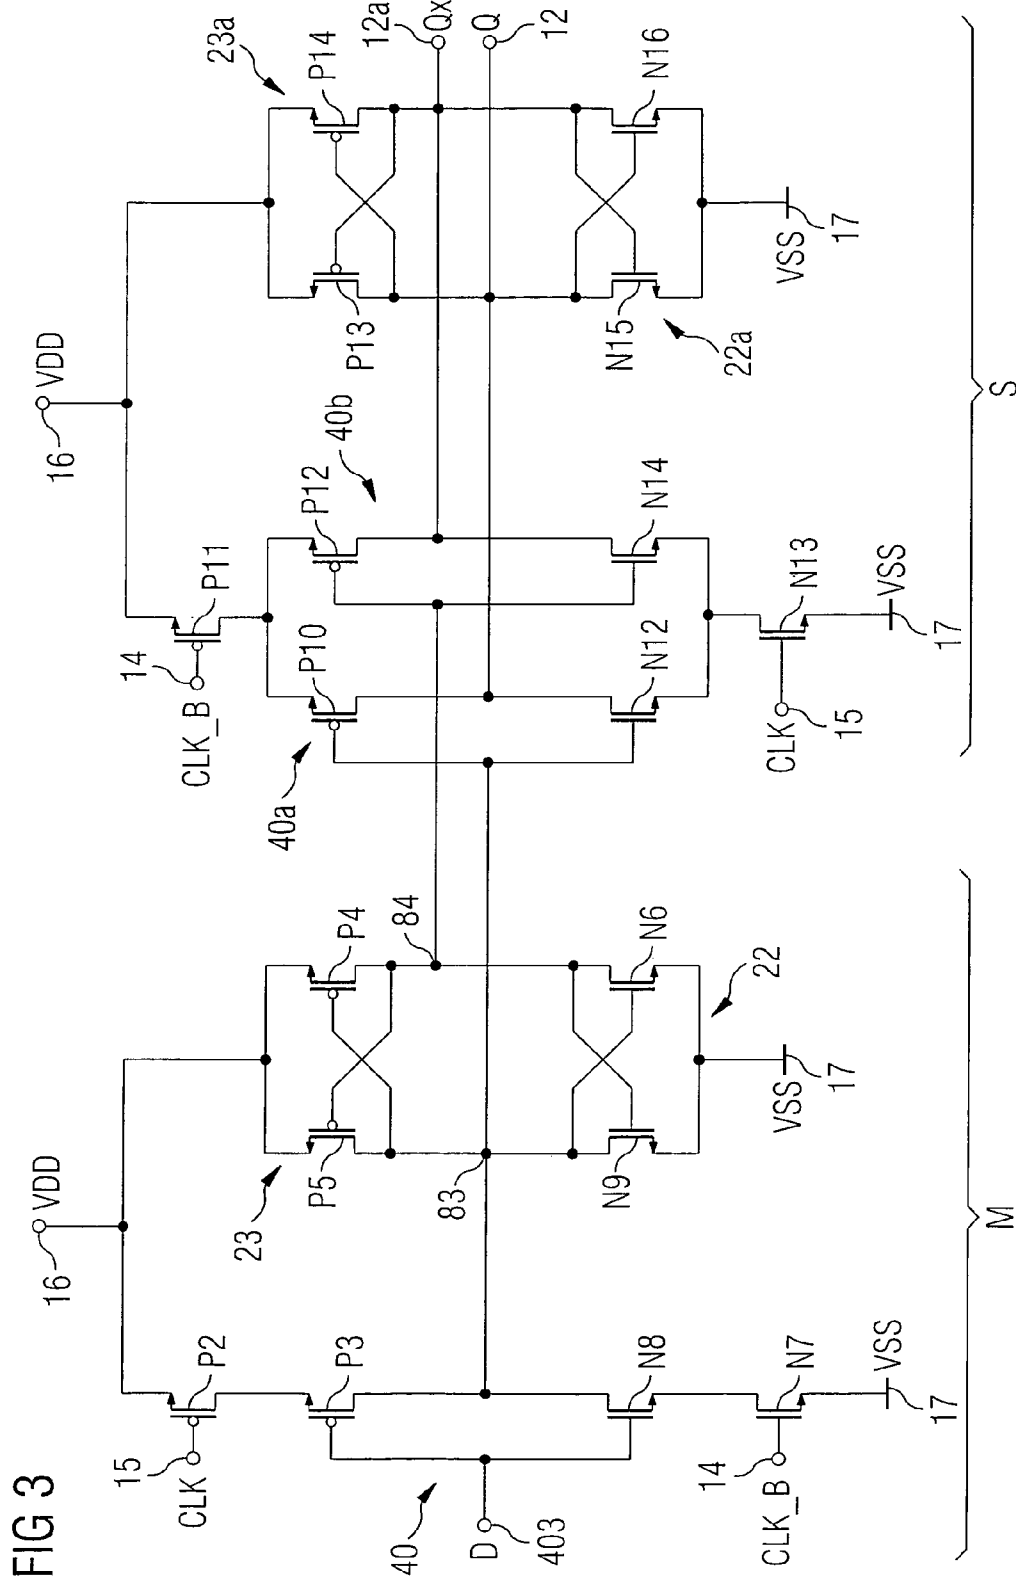 FIG 3
16
VDD
15
CLK
P2
P3
40
D
403
N8
14
CLK_B
N7
VSS
17
23
P5
P4
83
84
N9
N6
22
VSS
17
M
16
VDD
14
CLK_B
P11
40a
P10
P12
40b
N12
N14
CLK
15
N13
17
VSS
23a
P13
P14
12a
Qx
Q
12
N15
N16
22a
VSS
17
S